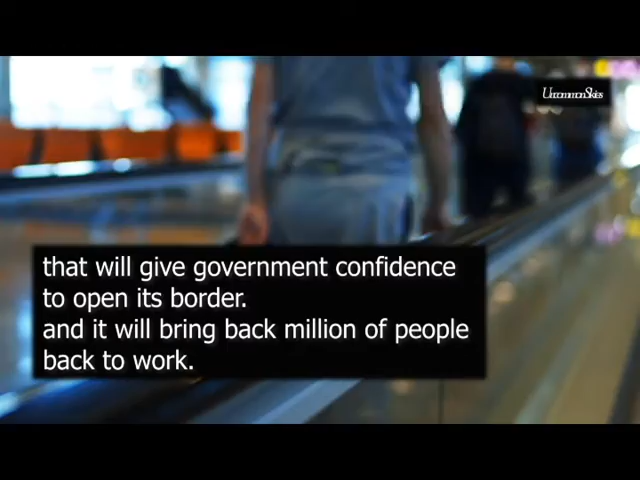 UncommonSkies
that will give government confidence
to open its border.
and it will bring back million of people
back to work.